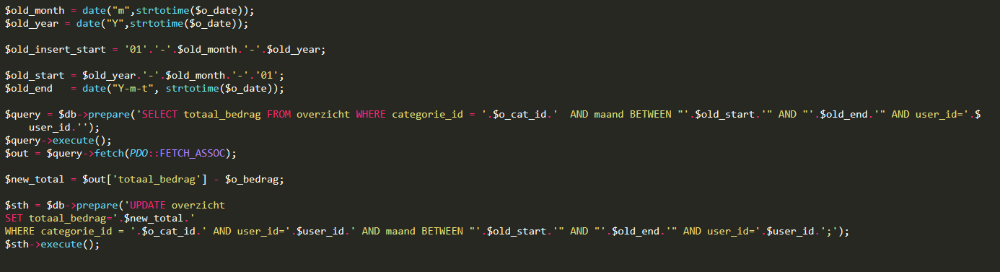 $old_month = date("m",strtotime($o_date));
$old_year = date("Y",strtotime($o_date));
$old_insert_start = '01'.'-'.$old_month.'-'.$old_year;
$old_start = $old_year.'-'.$old_month.'-'.'01';
$old_end   = date("Y-m-t", strtotime($o_date));
$query = $db->prepare('SELECT totaal_bedrag FROM overzicht WHERE categorie_id = '.$o_cat_id.'  AND maand BETWEEN "'.$old_start.'" AND "'.$old_end.'" AND user_id='.$
user_id.'');
$query->execute();
$out = $query->fetch(PDO::FETCH_ASSOC);
$new_total = $out['totaal_bedrag'] - $o_bedrag;
$sth = $db->prepare('UPDATE overzicht
SET totaal_bedrag='.$new_total.'
WHERE categorie_id = '.$o_cat_id.' AND user_id='.$user_id.' AND maand BETWEEN "'.$old_start.'" AND "'.$old_end.'" AND user_id='.$user_id.';');
$sth->execute();